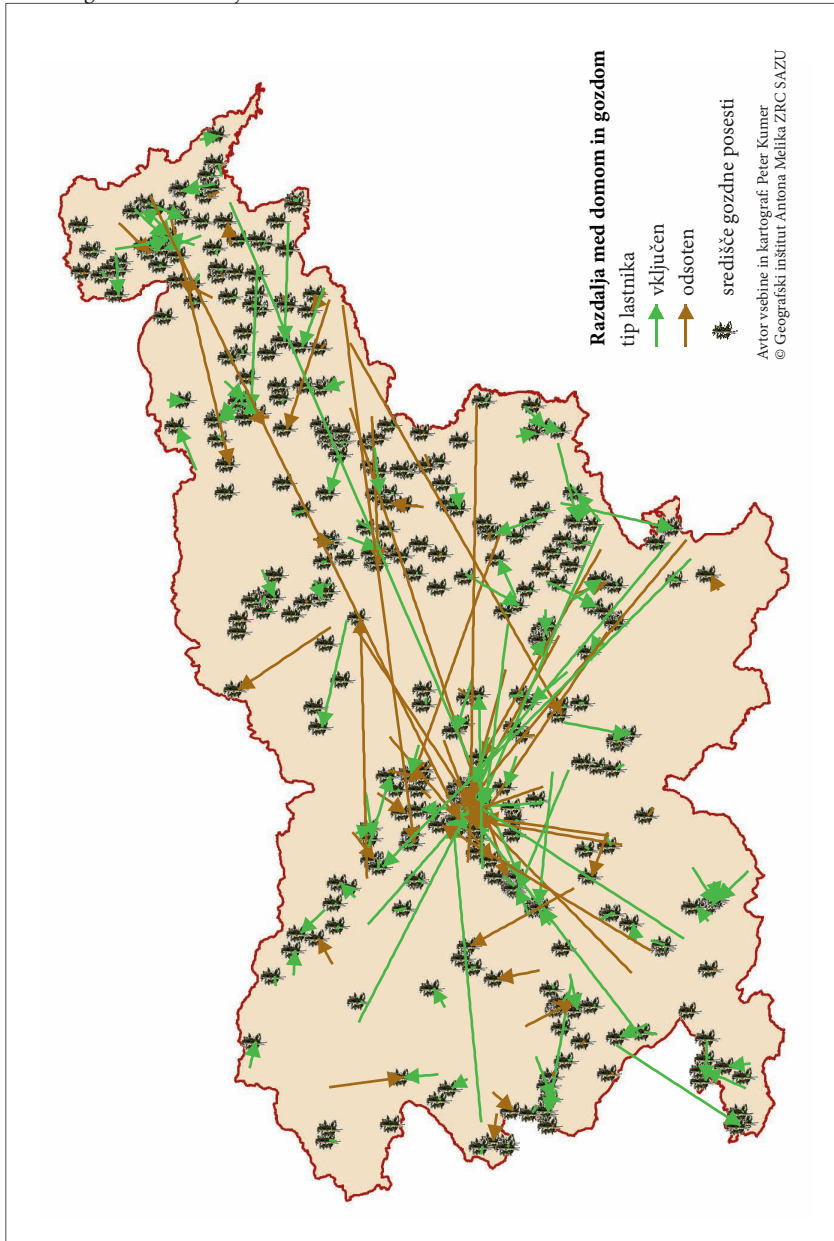 Razdalja med domom in gozdom
tip lastnika
vključen
odsoten
središče gozdne posesti
Avtor vsebine in kartograf: Peter Kumer
© Geografski inštitut Antona Melika ZRC SAZU